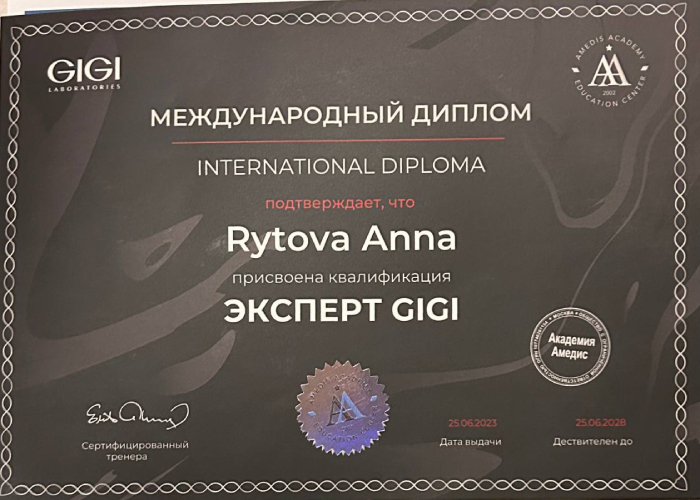 GIGI
LABORATORIES
AMEDIS ACADEMY
EDUCATION CENTER
2002
МЕЖДУНАРОДНЫЙ ДИПЛОМ
INTERNATIONAL DIPLOMA
подтверждает, что
Rytova Anna
присвоена квалификация
ЭКСПЕРТ GIGI
Академия
Амедис
Сертифицированный
тренера
25.06.2023
Дата выдачи
25.06.2028
Дествителен до